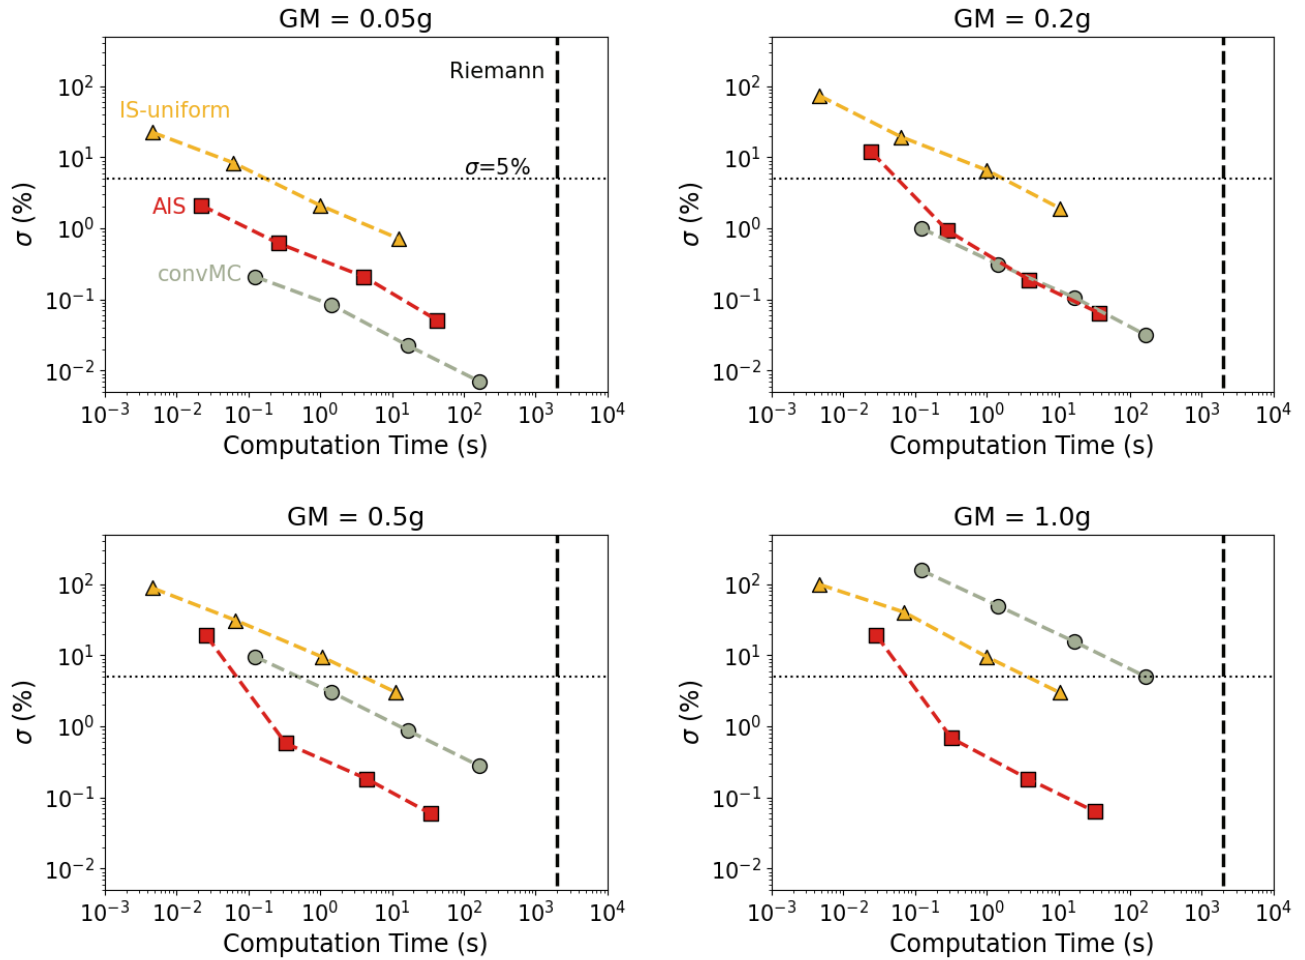 GM = 0.05g
σ (%)
10² 10¹ 10⁰ 10⁻¹ 10⁻²
Riemann
IS-uniform
σ=5%
AIS
convMC
10⁻³ 10⁻² 10⁻¹ 10⁰ 10¹ 10² 10³ 10⁴
Computation Time (s)
GM = 0.2g
σ (%)
10² 10¹ 10⁰ 10⁻¹ 10⁻²
10⁻³ 10⁻² 10⁻¹ 10⁰ 10¹ 10² 10³ 10⁴
Computation Time (s)
GM = 0.5g
σ (%)
10² 10¹ 10⁰ 10⁻¹ 10⁻²
10⁻³ 10⁻² 10⁻¹ 10⁰ 10¹ 10² 10³ 10⁴
Computation Time (s)
GM = 1.0g
σ (%)
10² 10¹ 10⁰ 10⁻¹ 10⁻²
10⁻³ 10⁻² 10⁻¹ 10⁰ 10¹ 10² 10³ 10⁴
Computation Time (s)